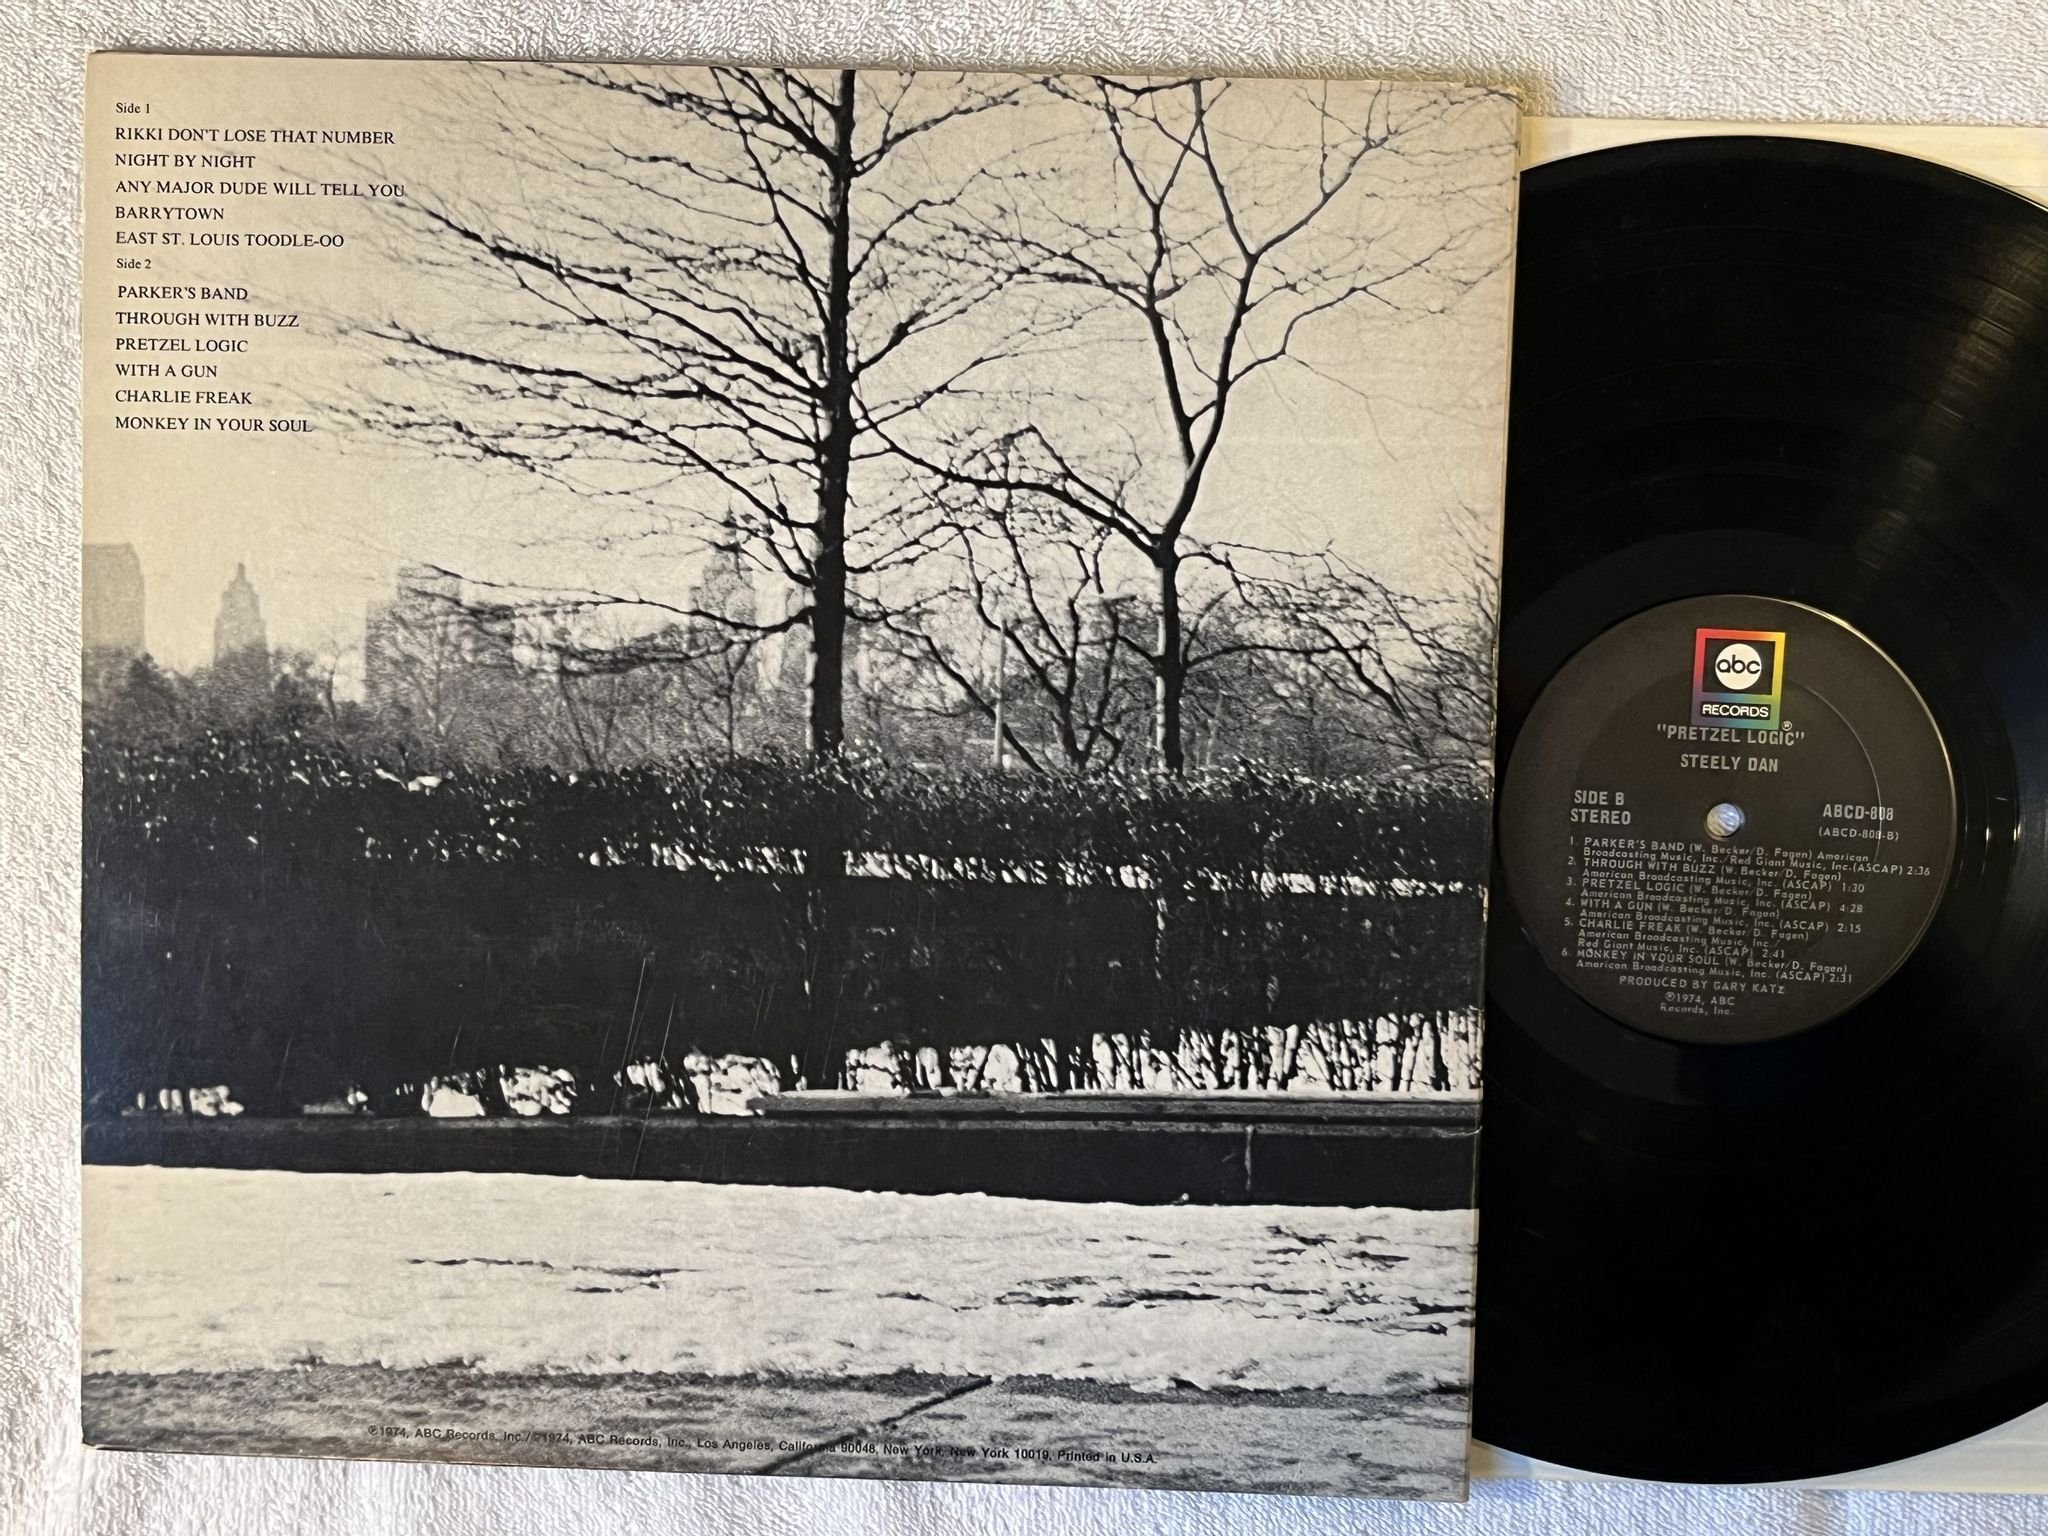 Side 1
RIKKI DON'T LOSE THAT NUMBER
NIGHT BY NIGHT
ANY MAJOR DUDE WILL TELL YOU
BARRYTOWN
EAST ST. LOUIS TOODLE-OO
Side 2
PARKER'S BAND
THROUGH WITH BUZZ
PRETZEL LOGIC
WITH A GUN
CHARLIE FREAK
MONKEY IN YOUR SOUL
℗1974, ABC Records, Inc./©1974, ABC Records, Inc., Los Angeles, California 90048, New York, New York 10019, Printed in U.S.A.
abc
RECORDS®
"PRETZEL LOGIC"
STEELY DAN
SIDE B
STEREO
ABCD-808
(ABCD-808-B)
1. PARKER'S BAND (W. Becker/D. Fagen) American
Broadcasting Music, Inc./Red Giant Music, Inc.(ASCAP) 2:36
2. THROUGH WITH BUZZ (W. Becker/D. Fagen)
American Broadcasting Music, Inc. (ASCAP) 1:30
3. PRETZEL LOGIC (W. Becker/D. Fagen)
American Broadcasting Music, Inc. (ASCAP) 4:28
4. WITH A GUN (W. Becker/D. Fagen)
American Broadcasting Music, Inc. (ASCAP) 2:15
5. CHARLIE FREAK (W. Becker/D. Fagen)
American Broadcasting Music, Inc./
Red Giant Music, Inc. (ASCAP) 2:41
6. MONKEY IN YOUR SOUL (W. Becker/D. Fagen)
American Broadcasting Music, Inc. (ASCAP) 2:31
PRODUCED BY GARY KATZ
℗1974, ABC
Records, Inc.